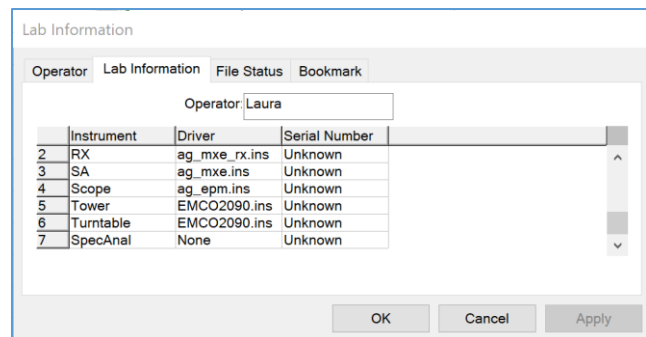 Lab Information
Operator Lab Information File Status Bookmark
Operator: Laura
Instrument Driver Serial Number
2 RX ag_mxe_rx.ins Unknown
3 SA ag_mxe.ins Unknown
4 Scope ag_epm.ins Unknown
5 Tower EMCO2090.ins Unknown
6 Turntable EMCO2090.ins Unknown
7 SpecAnal None Unknown
OK Cancel Apply